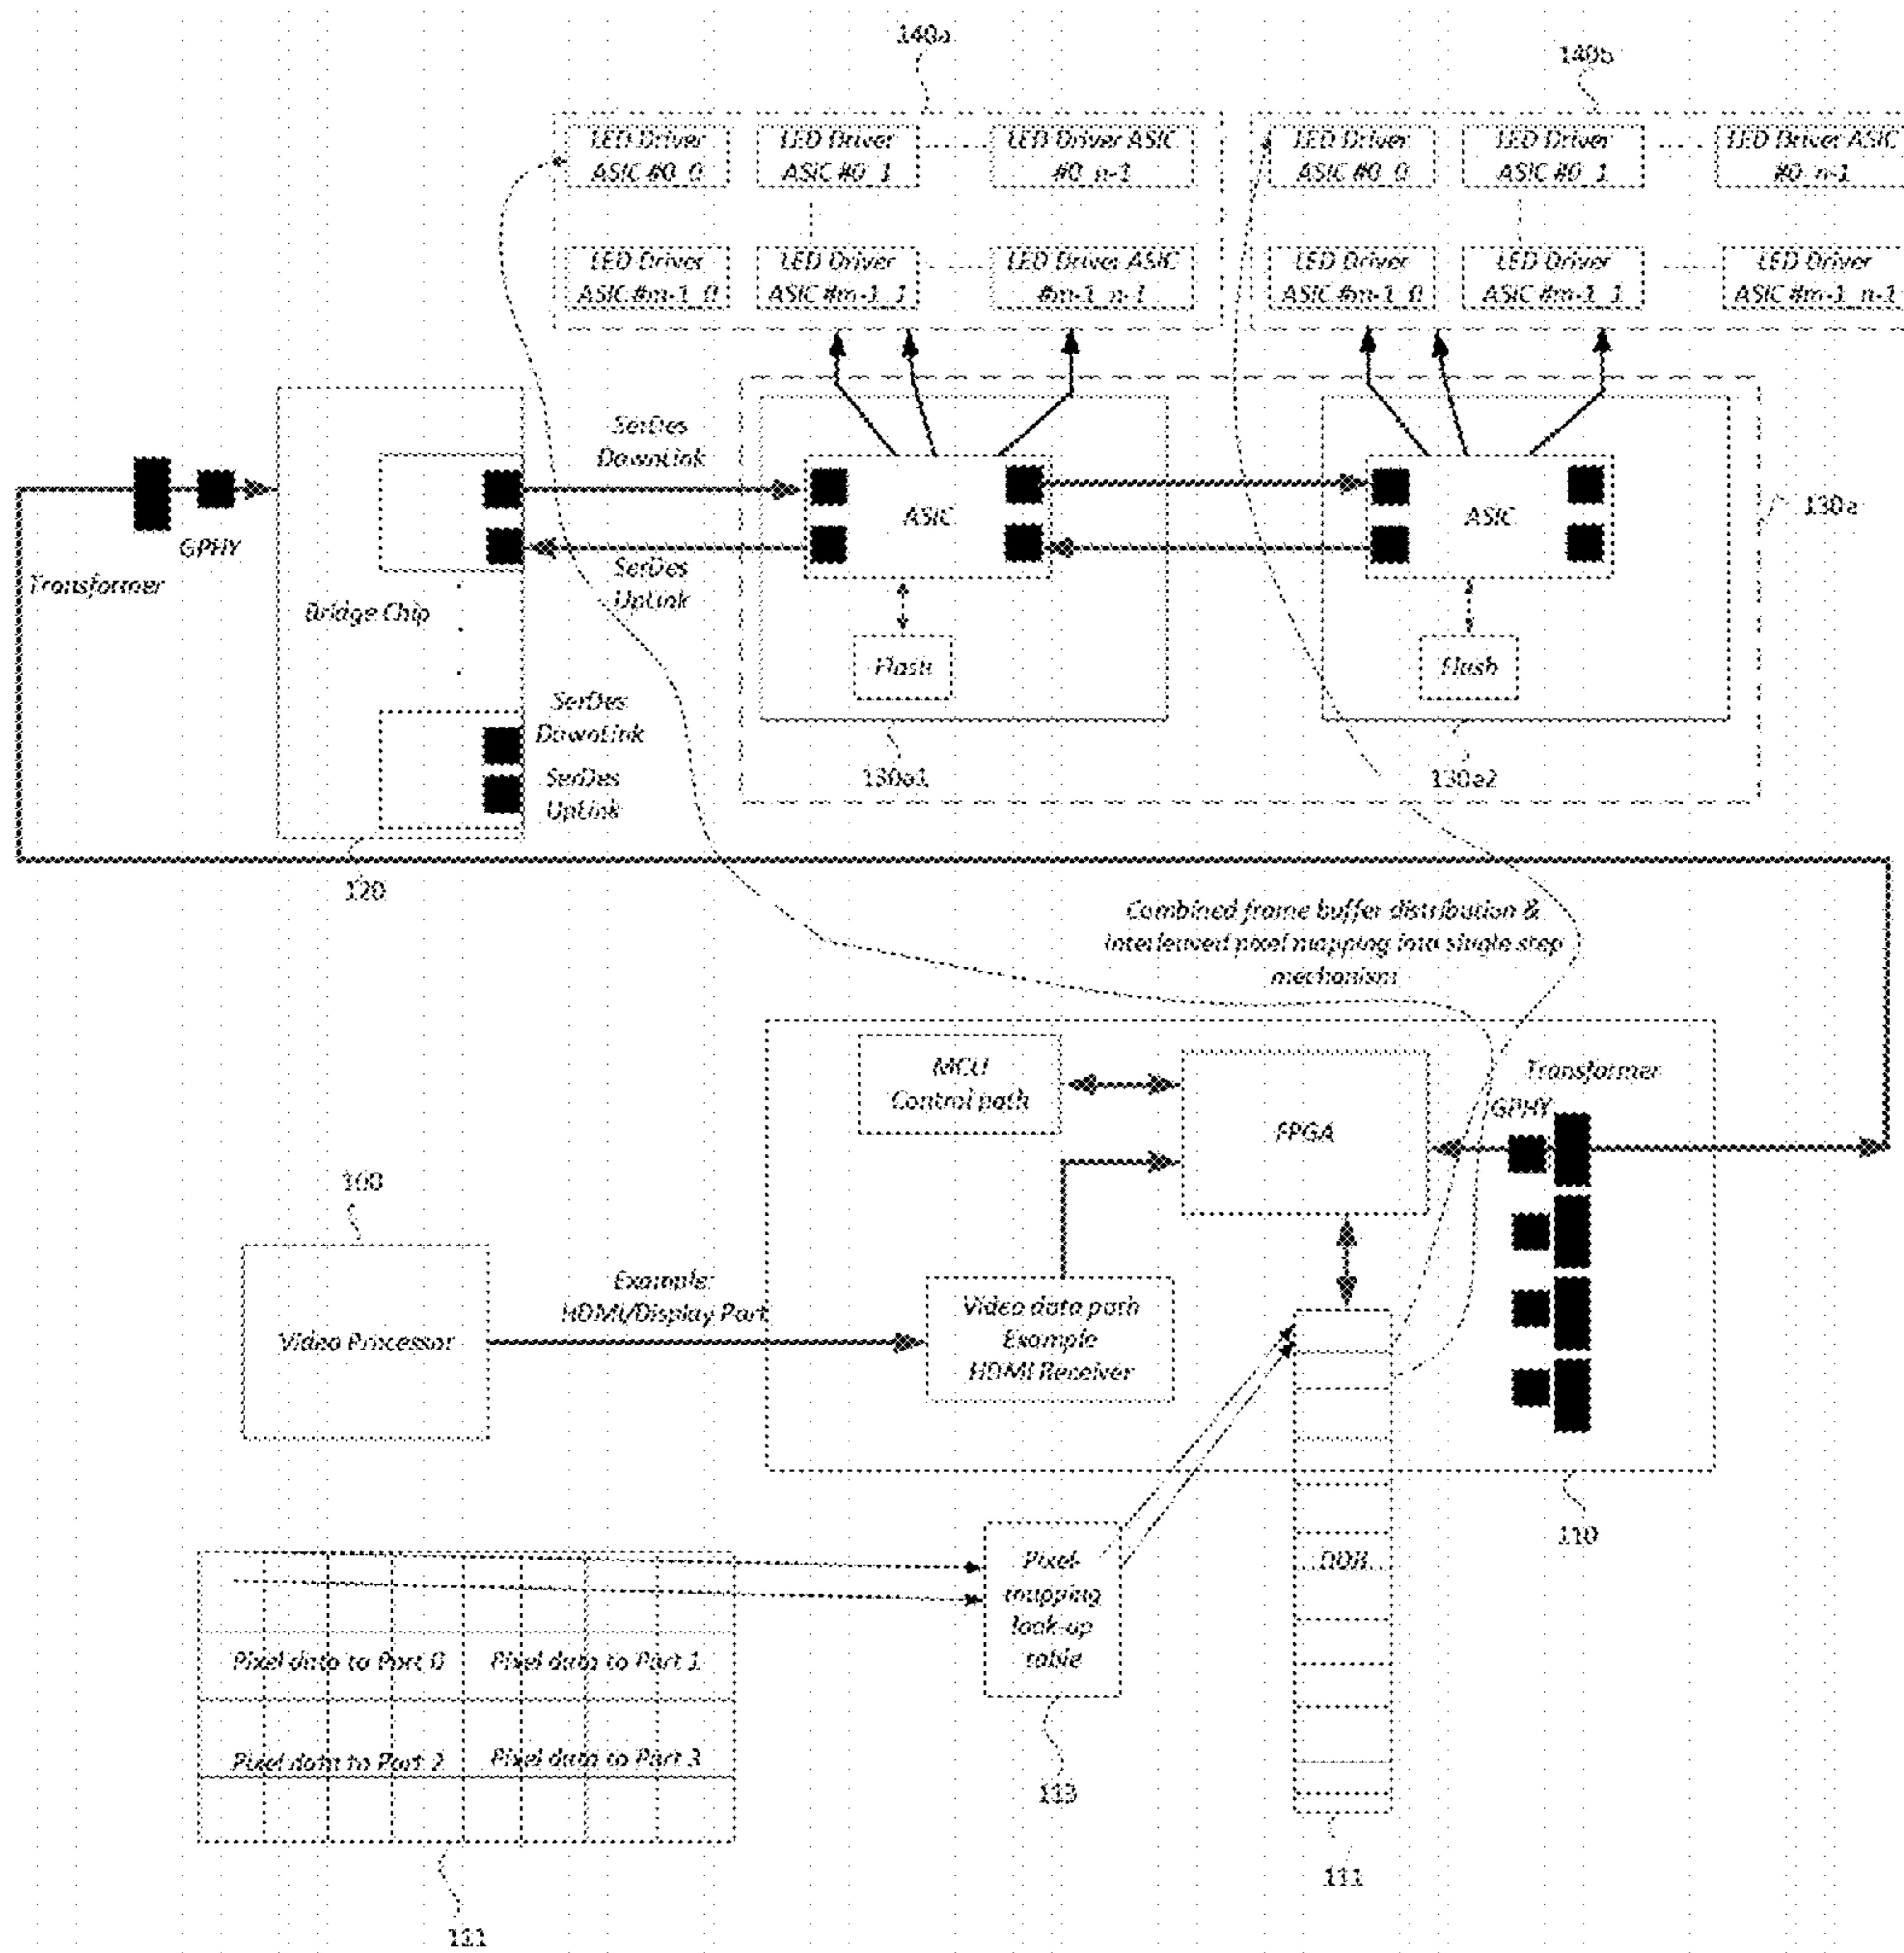 140a
140b
LED Driver
ASIC #0_0
LED Driver
ASIC #0_1
LED Driver ASIC
#0_n-1
LED Driver
ASIC #0_0
LED Driver
ASIC #0_1
LED Driver ASIC
#0_n-1
LED Driver
ASIC #m-1_0
LED Driver
ASIC #m-1_1
LED Driver ASIC
#m-1_n-1
LED Driver
ASIC #m-1_0
LED Driver
ASIC #m-1_1
LED Driver
ASIC #m-1_n-1
SerDes
DownLink
ASIC
ASIC
130a
GPHY
Transformer
SerDes
UpLink
Bridge Chip
Flash
Flash
SerDes
DownLink
SerDes
UpLink
130a1
130a2
120
Combined frame buffer distribution &
interleaved pixel mapping into single step
mechanism
MCU
Control path
FPGA
Transformer
GPHY
100
Video Processor
Example:
HDMI/Display Port
Video data path
Example
HDMI Receiver
110
Pixel-
mapping
look-up
table
DDR
Pixel data to Port 0
Pixel data to Port 1
Pixel data to Port 2
Pixel data to Port 3
113
111